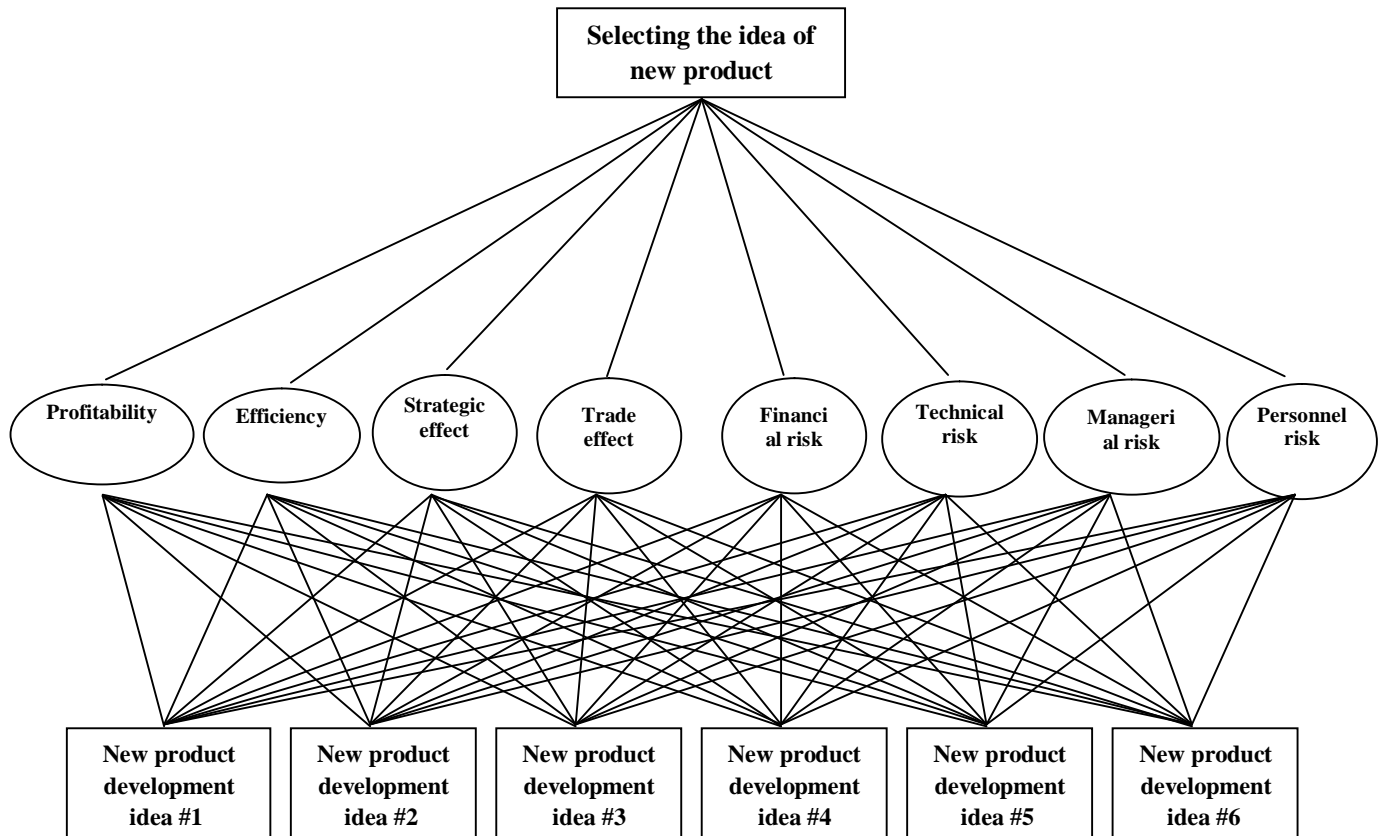 Selecting the idea of
new product
Profitability
Efficiency
Strategic
effect
Trade
effect
Financi
al risk
Technical
risk
Manageri
al risk
Personnel
risk
New product
development
idea #1
New product
development
idea #2
New product
development
idea #3
New product
development
idea #4
New product
development
idea #5
New product
development
idea #6